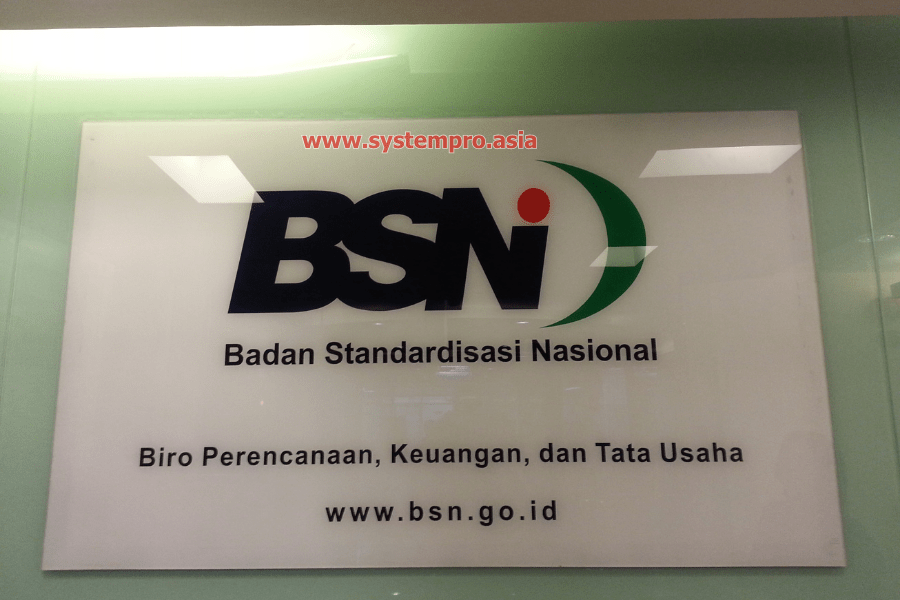 www.systempro.asia
BSN
Badan Standardisasi Nasional
Biro Perencanaan, Keuangan, dan Tata Usaha
www.bsn.go.id